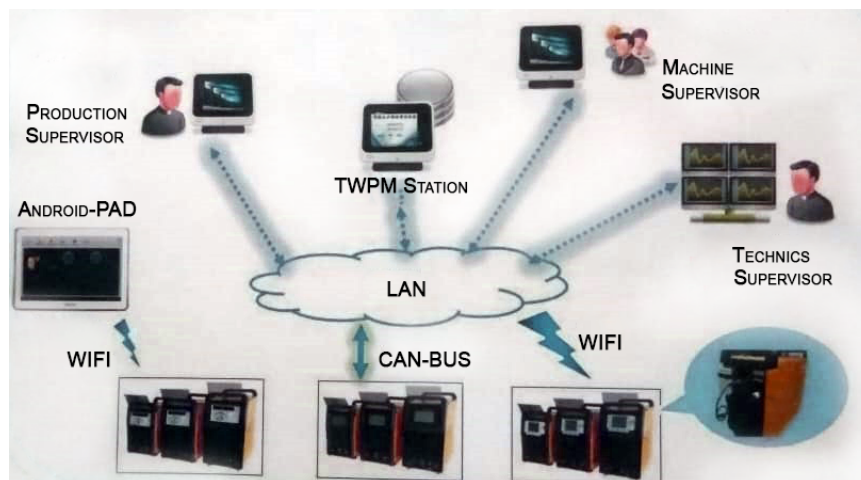 MACHINE
SUPERVISOR
PRODUCTION
SUPERVISOR
TWPM STATION
ANDROID-PAD
TECHNICS
SUPERVISOR
LAN
WIFI
CAN-BUS
WIFI